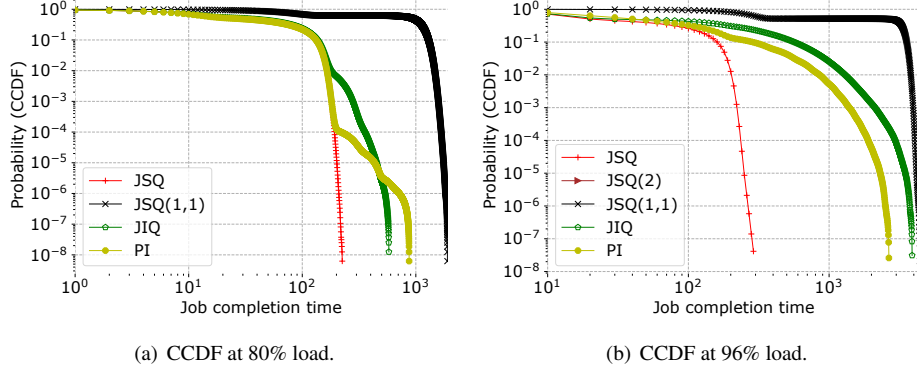 Probability (CCDF)
10^0
10^-1
10^-2
10^-3
10^-4
10^-5
10^-6
10^-7
10^-8
JSQ
JSQ(1,1)
JIQ
PI
10^0
10^1
10^2
10^3
Job completion time
(a) CCDF at 80% load.
Probability (CCDF)
10^0
10^-1
10^-2
10^-3
10^-4
10^-5
10^-6
10^-7
10^-8
JSQ
JSQ(2)
JSQ(1,1)
JIQ
PI
10^1
10^2
10^3
Job completion time
(b) CCDF at 96% load.